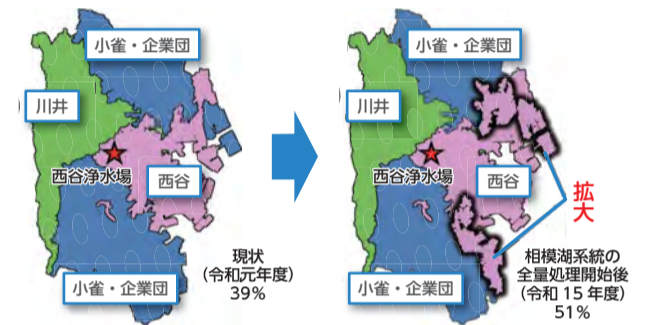 小雀・企業団
川井
西谷浄水場
西谷
小雀・企業団
現状
（令和元年度）
39％
小雀・企業団
川井
西谷浄水場
西谷
拡大
小雀・企業団
相模湖系統の
全量処理開始後
（令和 15 年度）
51％